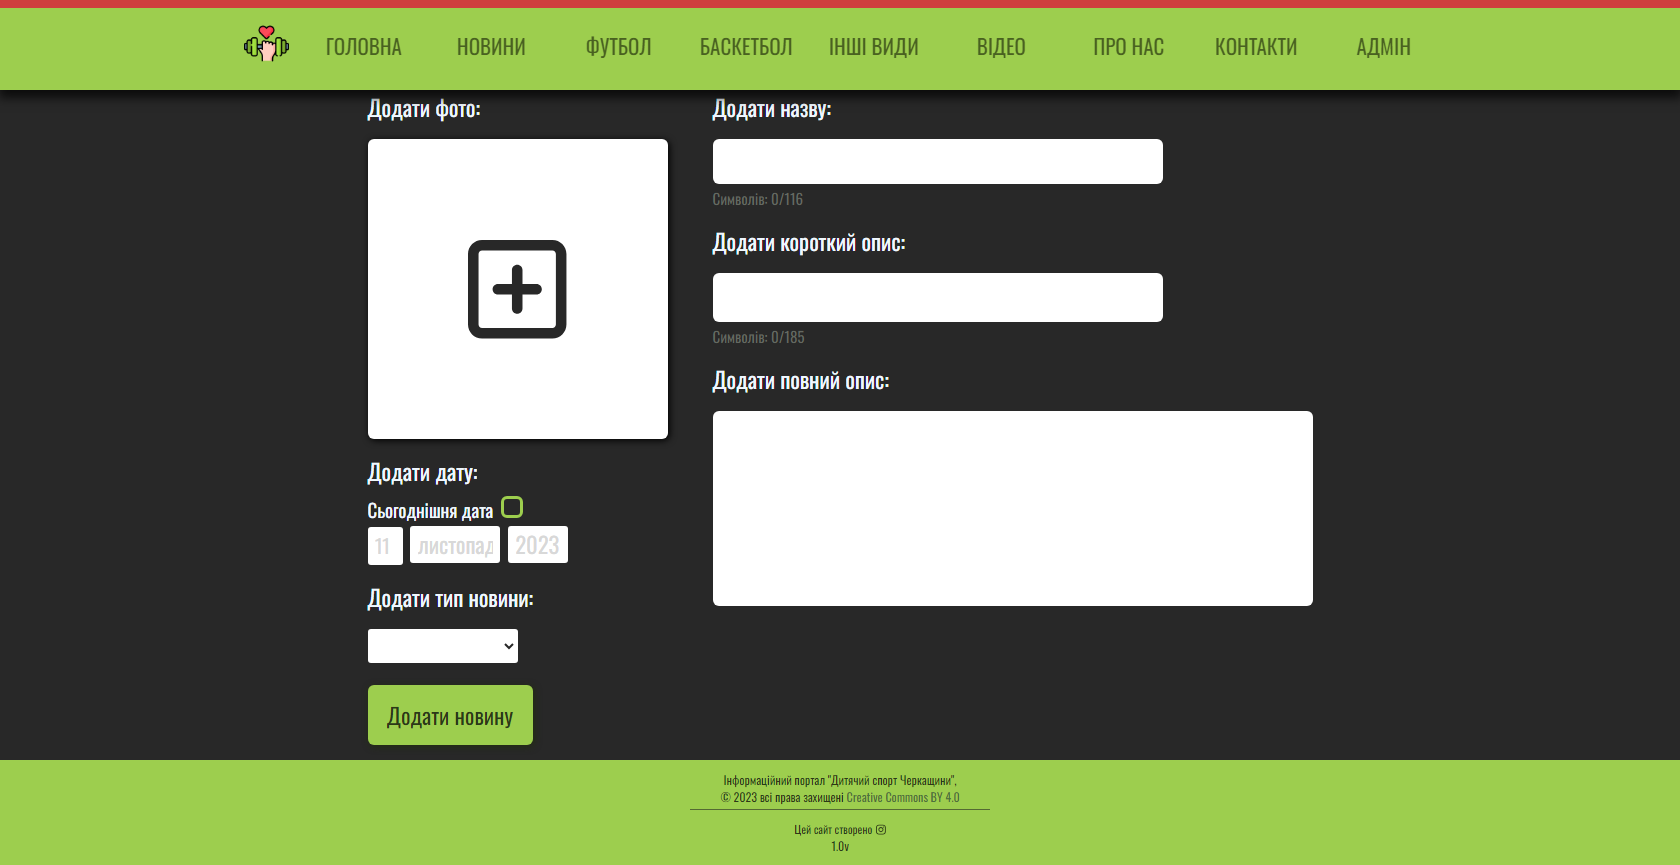 ГОЛОВНА НОВИНИ ФУТБОЛ БАСКЕТБОЛ ІНШІ ВИДИ ВІДЕО ПРО НАС КОНТАКТИ АДМІН
Додати фото:
Додати дату:
Сьогоднішня дата
11 листопад 2023
Додати тип новини:
Додати новину
Додати назву:
Символів: 0/116
Додати короткий опис:
Символів: 0/185
Додати повний опис:
Інформаційний портал "Дитячий спорт Черкащини",
© 2023 всі права захищені Creative Commons BY 4.0
Цей сайт створено
1.0v